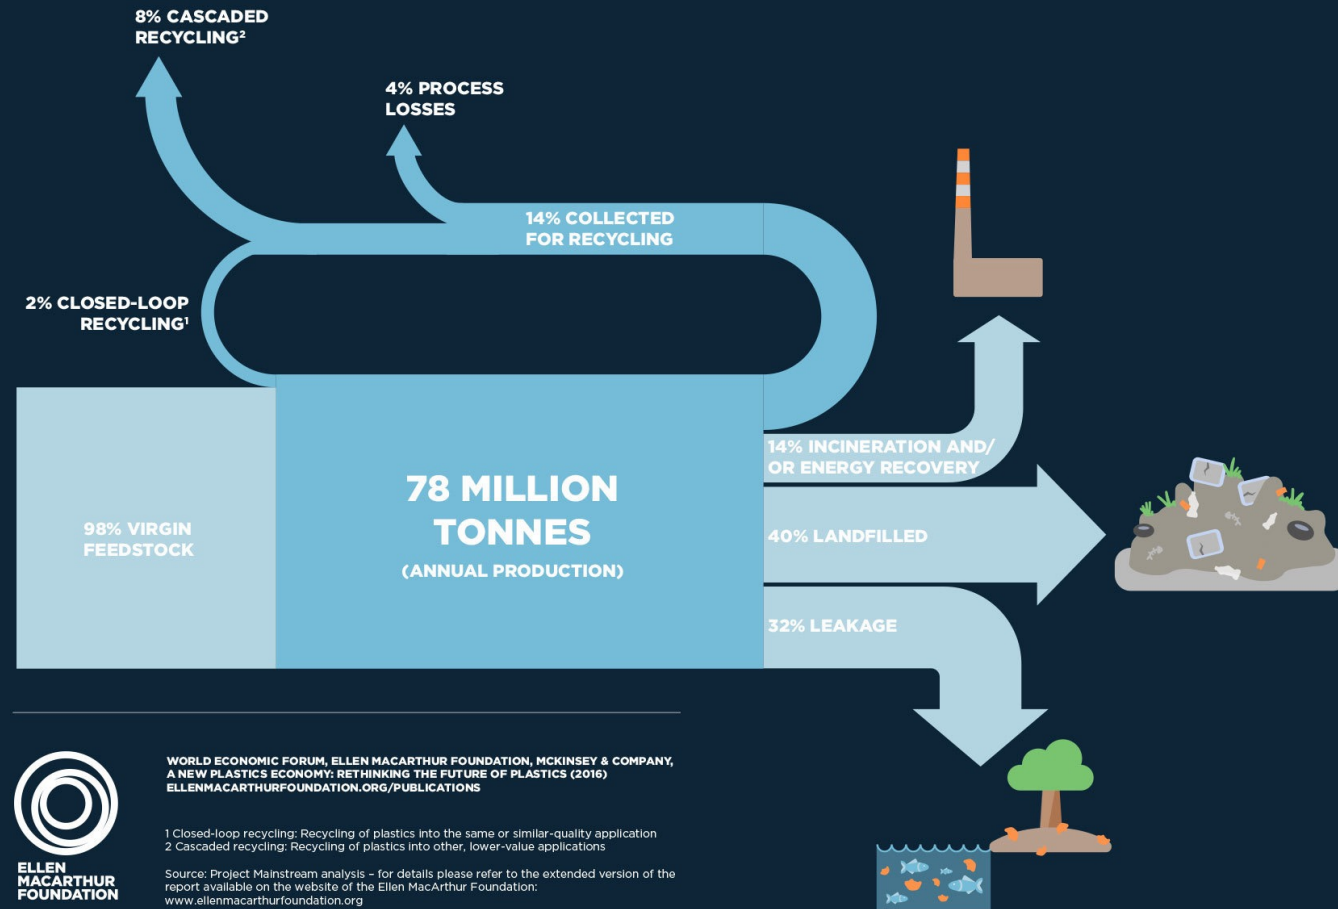 8% CASCADED
RECYCLING²
4% PROCESS
LOSSES
14% COLLECTED
FOR RECYCLING
2% CLOSED-LOOP
RECYCLING¹
14% INCINERATION AND/
OR ENERGY RECOVERY
78 MILLION
TONNES
(ANNUAL PRODUCTION)
98% VIRGIN
FEEDSTOCK
40% LANDFILLED
32% LEAKAGE
WORLD ECONOMIC FORUM, ELLEN MACARTHUR FOUNDATION, MCKINSEY & COMPANY,
A NEW PLASTICS ECONOMY: RETHINKING THE FUTURE OF PLASTICS (2016)
ELLENMACARTHURFOUNDATION.ORG/PUBLICATIONS
1 Closed-loop recycling: Recycling of plastics into the same or similar-quality application
2 Cascaded recycling: Recycling of plastics into other, lower-value applications
Source: Project Mainstream analysis – for details please refer to the extended version of the
report available on the website of the Ellen MacArthur Foundation:
www.ellenmacarthurfoundation.org
ELLEN
MACARTHUR
FOUNDATION